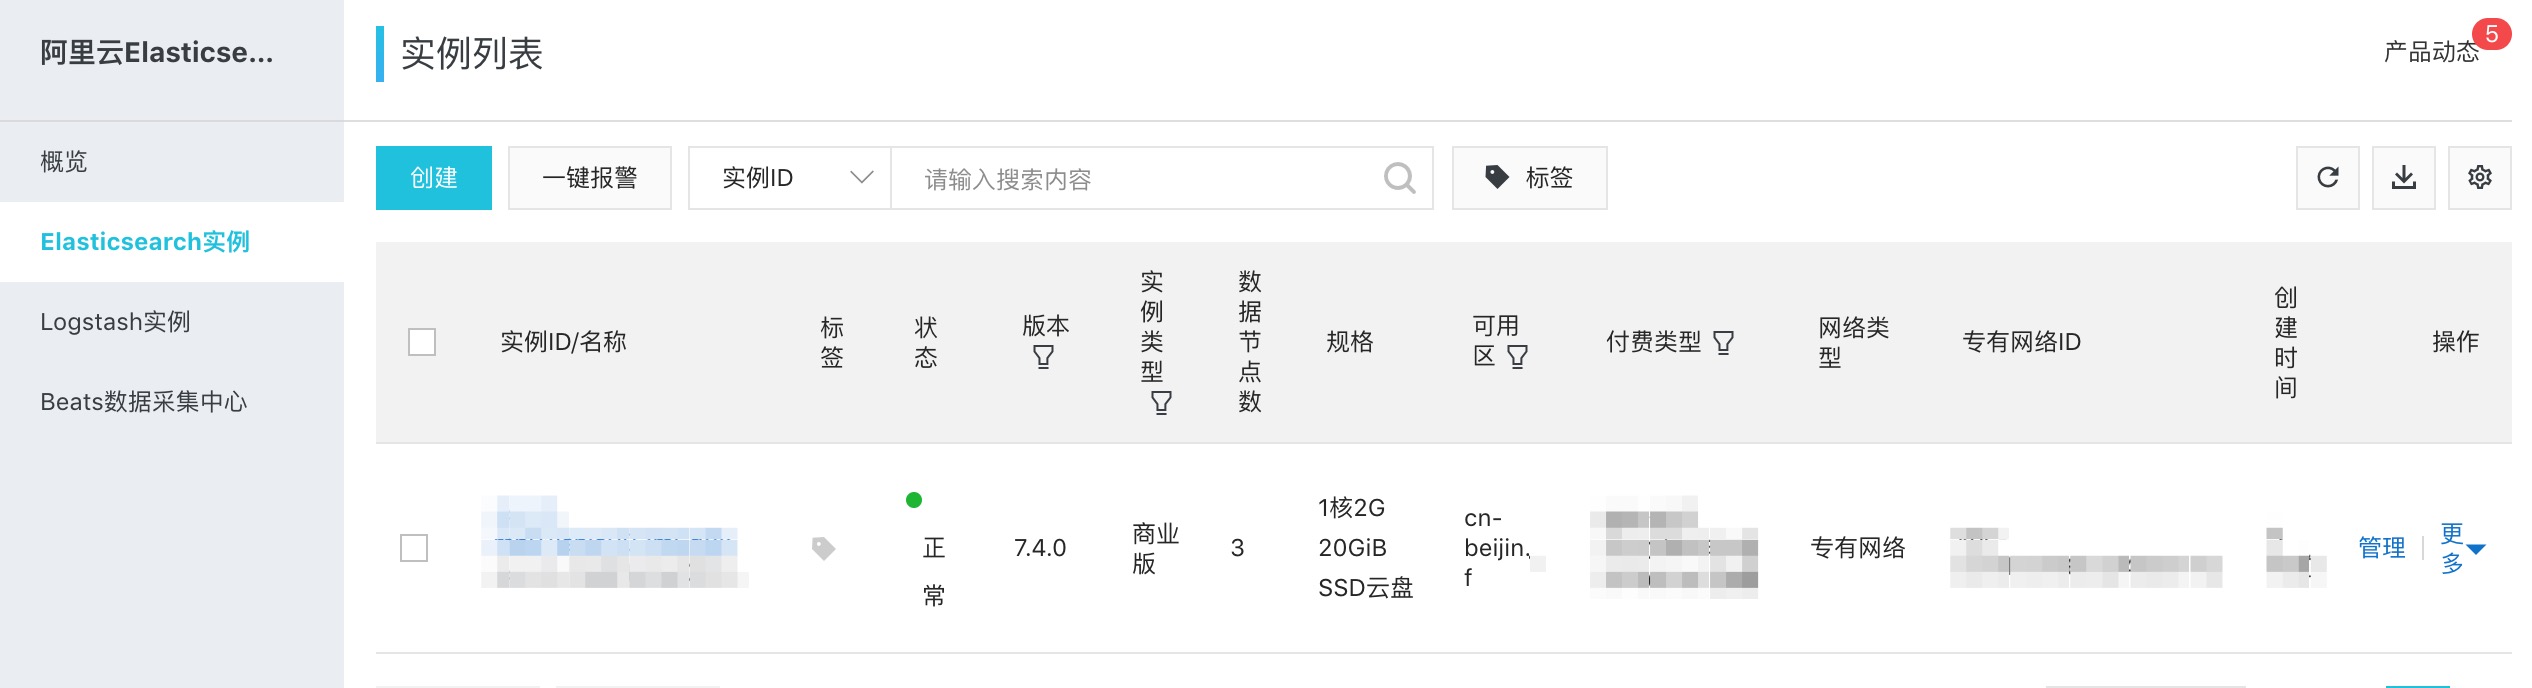 阿里云Elasticse...
概览
Elasticsearch实例
Logstash实例
Beats数据采集中心
实例列表
产品动态
5
创建
一键报警
实例ID
请输入搜索内容
标签
实例ID/名称
标
签
状
态
版本
实
例
类
型
数
据
节
点
数
规格
可用
区
付费类型
网络类
型
专有网络ID
创
建
时
间
操作
正
常
7.4.0
商业
版
3
1核2G
20GiB
SSD云盘
cn-
beijin
f
专有网络
管理
更
多